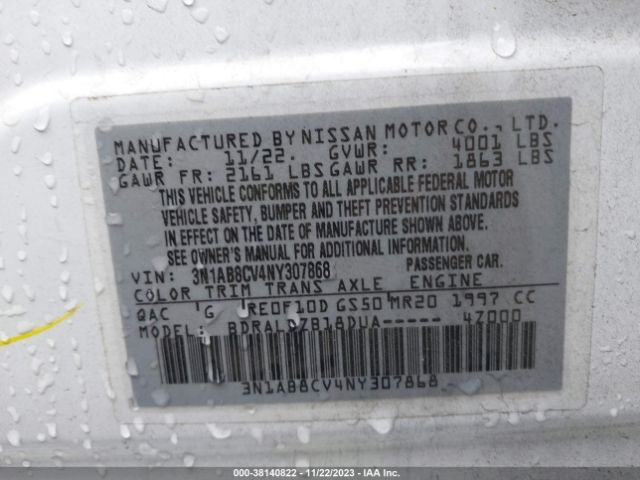 MANUFACTURED BY NISSAN MOTOR CO., LTD.
DATE: 11/22. GVWR: 4001 LBS
GAWR FR: 2161 LBS GAWR RR: 1863 LBS
THIS VEHICLE CONFORMS TO ALL APPLICABLE FEDERAL MOTOR
VEHICLE SAFETY, BUMPER AND THEFT PREVENTION STANDARDS
IN EFFECT ON THE DATE OF MANUFACTURE SHOWN ABOVE.
SEE OWNER'S MANUAL FOR ADDITIONAL INFORMATION.
VIN: 3N1AB8CV4NY307868 PASSENGER CAR.
COLOR TRIM TRANS AXLE ENGINE
QAC G RE0F10D GS50 MR20 1997 CC
MODEL: BDRALDZB18DUA----- 4Z000
3N1AB8CV4NY307868
000-38140822 - 11/22/2023 - IAA Inc.